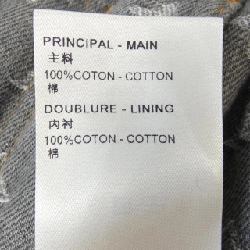 PRINCIPAL - MAIN
主料
100%COTON - COTTON
棉
DOUBLURE - LINING
内衬
100%COTON - COTTON
棉